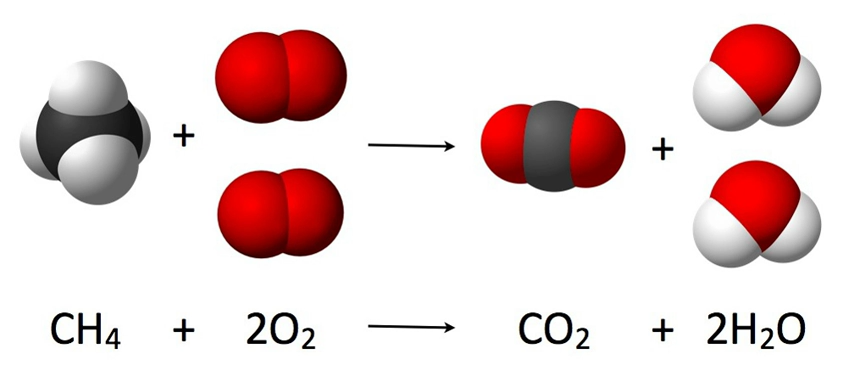 + +
CH₄ + 2O₂ ⟶ CO₂ + 2H₂O